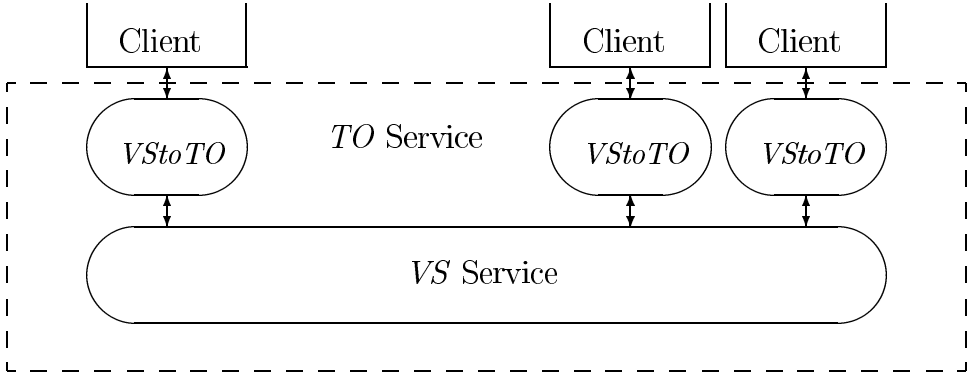 Client
Client
Client
TO Service
VStoTO
VStoTO
VStoTO
VS Service